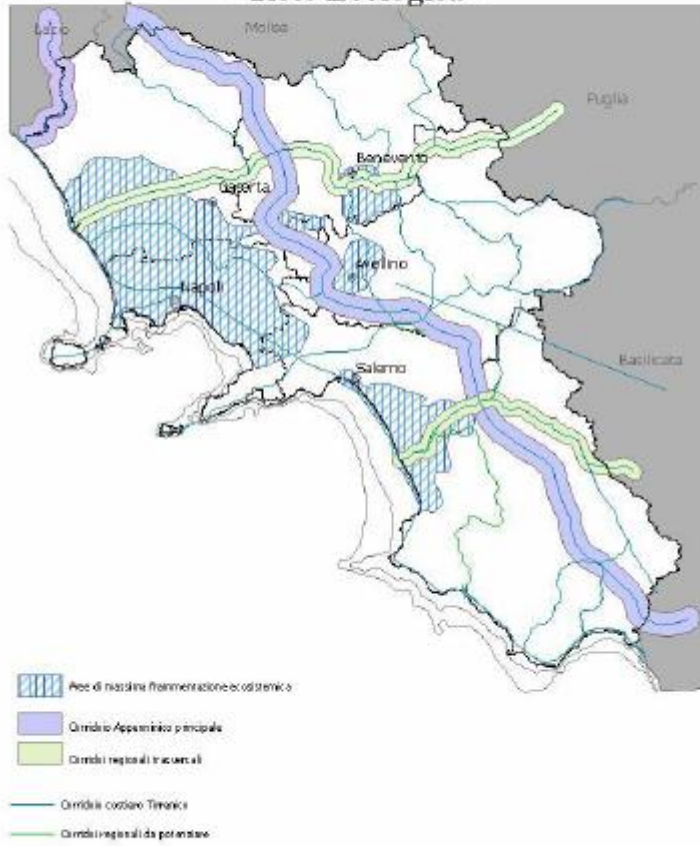 Lazio
Molise
Puglia
Benevento
Caserta
Avellino
Napoli
Basilicata
Salerno
Aree di massima frammentazione ecosistemica
Corridoio Appenninico principale
Corridoi regionali trasversali
Corridoio costiero Tirrenico
Corridoi regionali da potenziare